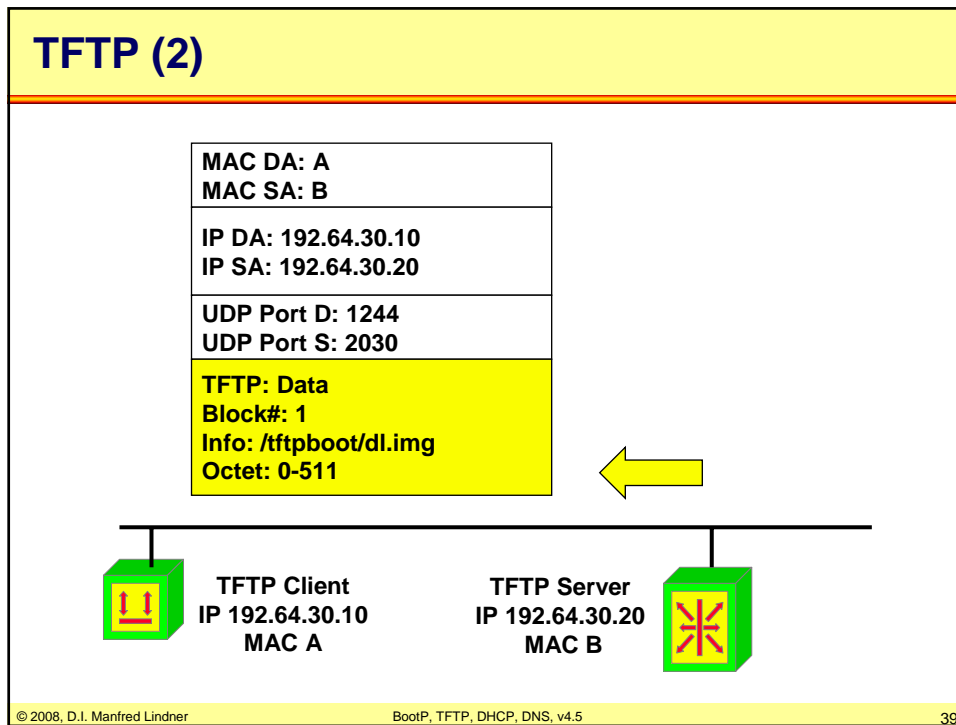 TFTP (2)
MAC DA: A
MAC SA: B
IP DA: 192.64.30.10
IP SA: 192.64.30.20
UDP Port D: 1244
UDP Port S: 2030
TFTP: Data
Block#: 1
Info: /tftpboot/dl.img
Octet: 0-511
TFTP Client
IP 192.64.30.10
MAC A
TFTP Server
IP 192.64.30.20
MAC B
© 2008, D.I. Manfred Lindner
BootP, TFTP, DHCP, DNS, v4.5
39